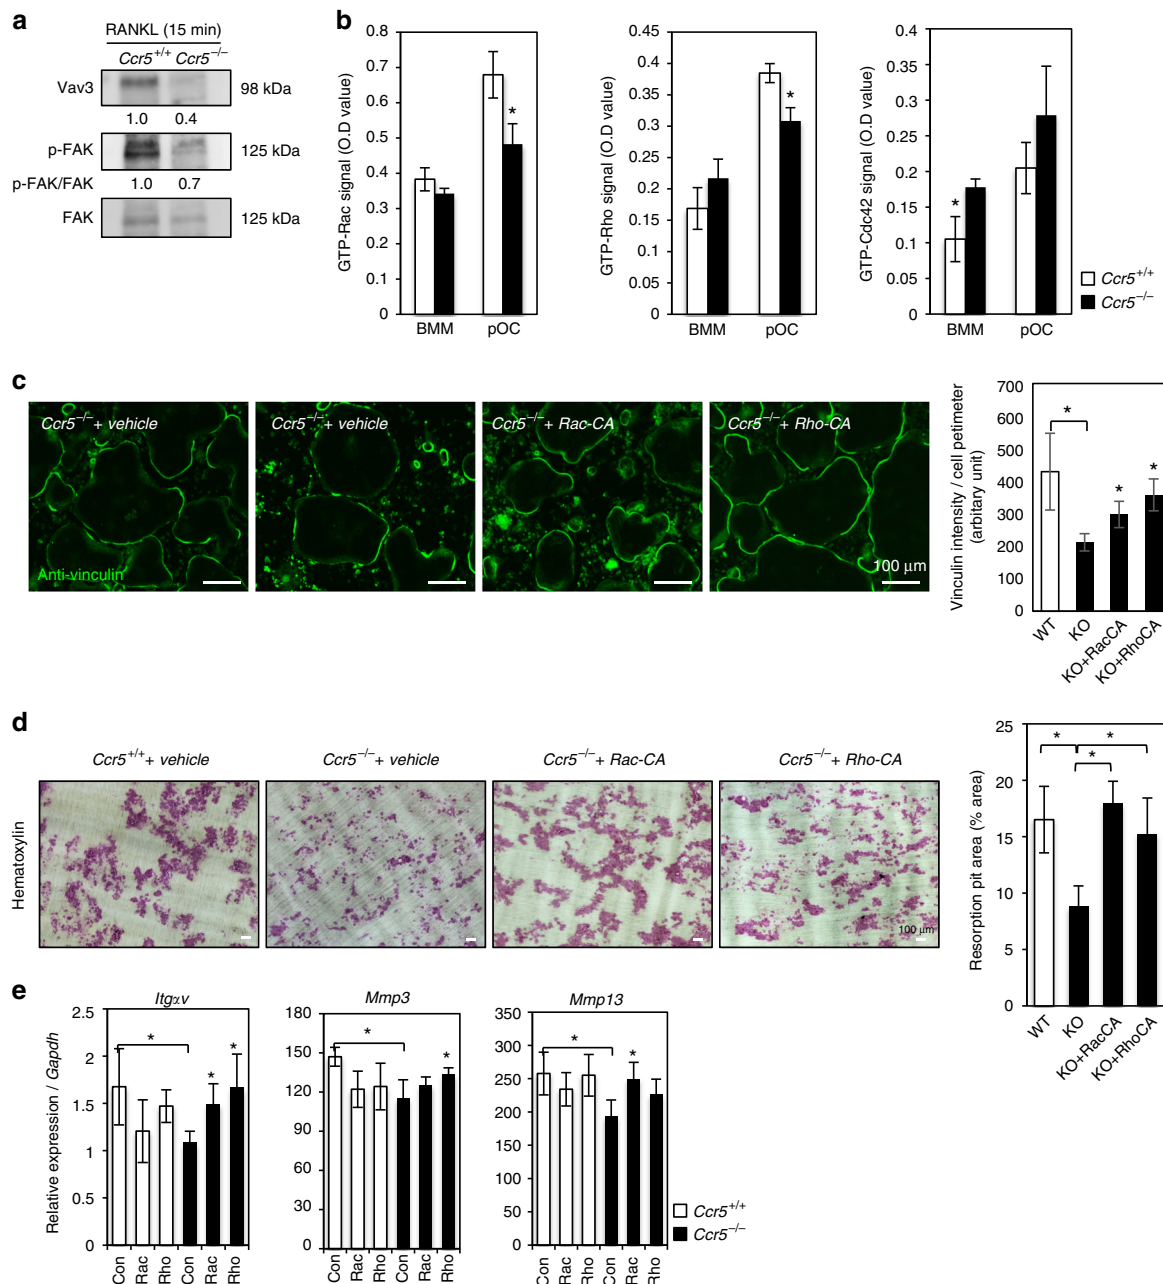 a
RANKL (15 min)
Ccr5+/+ Ccr5−/−
Vav3
98 kDa
1.0 0.4
p-FAK
125 kDa
p-FAK/FAK 1.0 0.7
FAK
125 kDa
b
GTP-Rac signal (O.D value)
0.8
0.7
0.6
0.5
0.4
0.3
0.2
0.1
0
*
BMM pOC
GTP-Rho signal (O.D value)
0.45
0.4
0.35
0.3
0.25
0.2
0.15
0.1
0.05
0
*
BMM pOC
GTP-Cdc42 signal (O.D value)
0.4
0.35
0.3
0.25
0.2
0.15
0.1
0.05
0
*
BMM pOC
Ccr5+/+
Ccr5−/−
c
Ccr5−/− + vehicle
Ccr5−/− + vehicle
Ccr5−/− + Rac-CA
Ccr5−/− + Rho-CA
Anti-vinculin
100 μm
Vinculin intensity / cell petimeter
(arbitary unit)
700
600
500
400
300
200
100
0
*
*
*
WT
KO
KO+RacCA
KO+RhoCA
d
Ccr5+/+ + vehicle
Ccr5−/− + vehicle
Ccr5−/− + Rac-CA
Ccr5−/− + Rho-CA
Hematoxylin
100 μm
Resorption pit area (% area)
25
20
15
10
5
0
* *
*
WT
KO
KO+RacCA
KO+RhoCA
e
Relative expression / Gapdh
Itgαv
2.5
2
1.5
1
0.5
0
*
*
*
Con Rac Rho Con Rac Rho
Mmp3
180
150
120
90
60
30
0
*
*
Con Rac Rho Con Rac Rho
Mmp13
350
300
250
200
150
100
50
0
*
*
Con Rac Rho Con Rac Rho
Ccr5+/+
Ccr5−/−